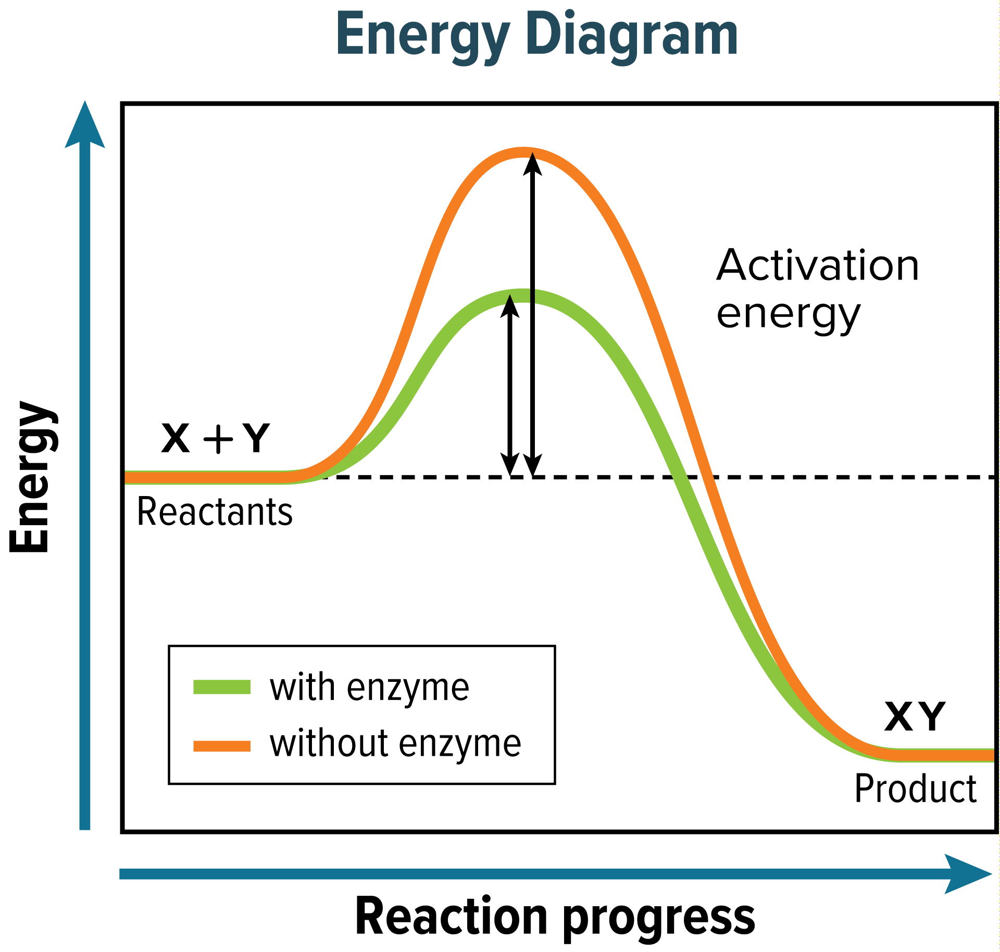 Energy Diagram
Activation
energy
X + Y
Reactants
Energy
with enzyme
without enzyme
XY
Product
Reaction progress